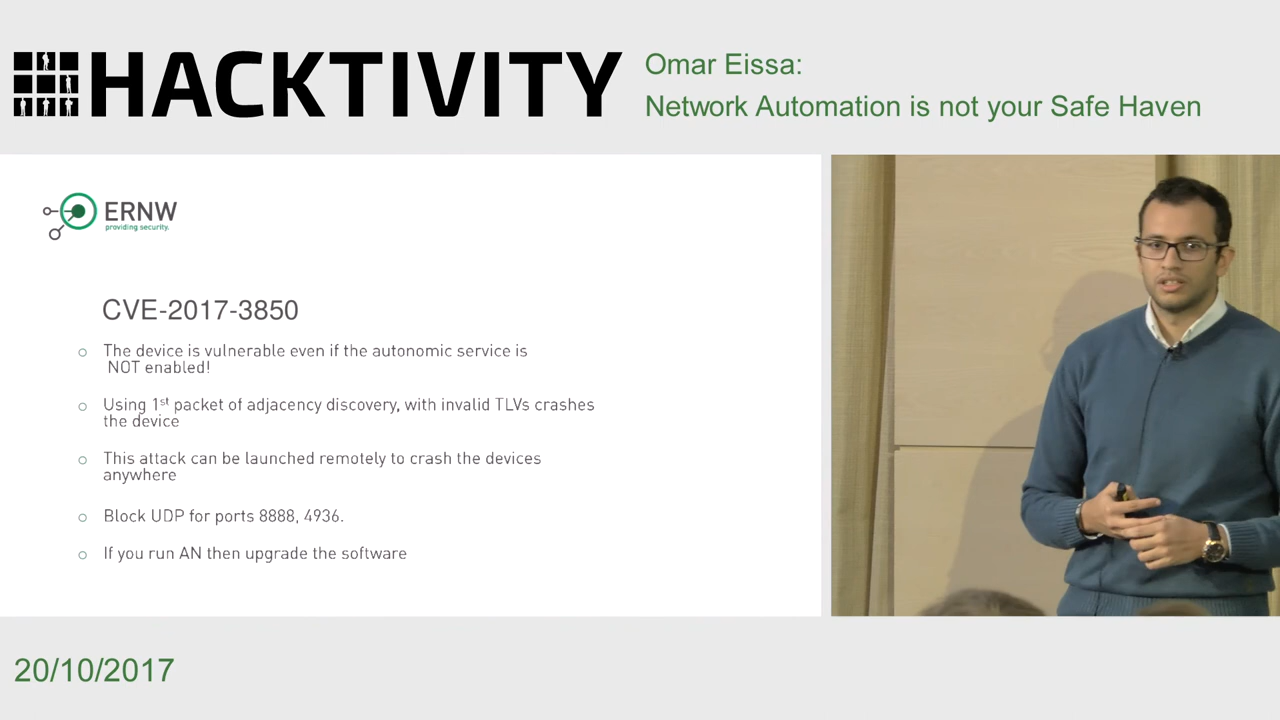 HACKTIVITY
Omar Eissa:
Network Automation is not your Safe Haven
ERNW
providing security.
CVE-2017-3850
The device is vulnerable even if the autonomic service is
NOT enabled!
Using 1st packet of adjacency discovery, with invalid TLVs crashes
the device
This attack can be launched remotely to crash the devices
anywhere
Block UDP for ports 8888, 4936.
If you run AN then upgrade the software
20/10/2017